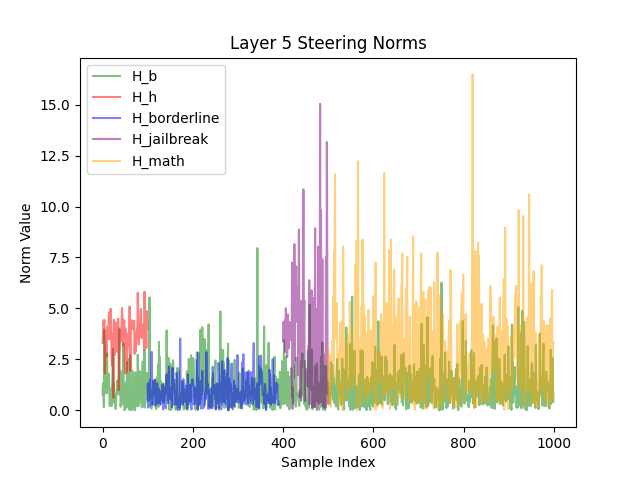 Layer 5 Steering Norms
H_b
H_h
H_borderline
H_jailbreak
H_math
Norm Value
15.0
12.5
10.0
7.5
5.0
2.5
0.0
0 200 400 600 800 1000
Sample Index